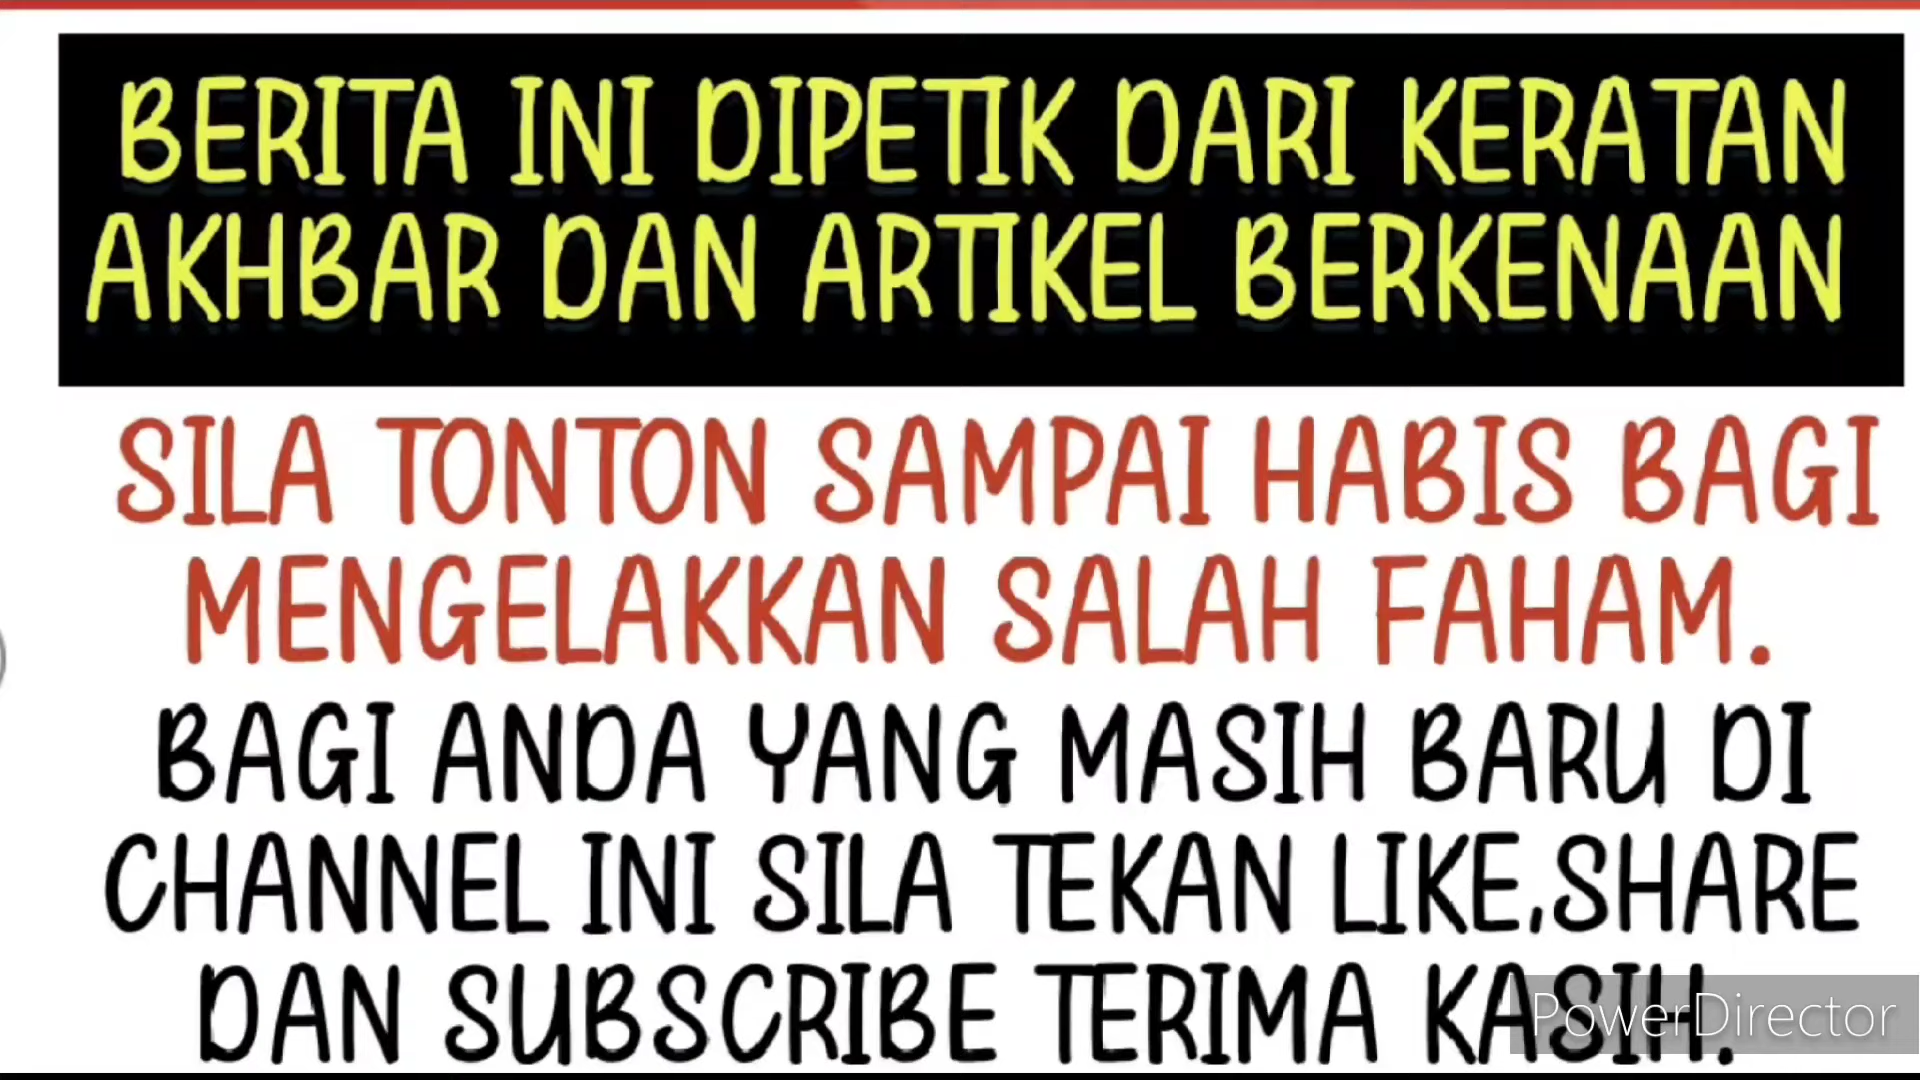 BERITA INI DIPETIK DARI KERATAN
AKHBAR DAN ARTIKEL BERKENAAN
SILA TONTON SAMPAI HABIS BAGI
MENGELAKKAN SALAH FAHAM.
BAGI ANDA YANG MASIH BARU DI
CHANNEL INI SILA TEKAN LIKE,SHARE
DAN SUBSCRIBE TERIMA KASIH.
PowerDirector